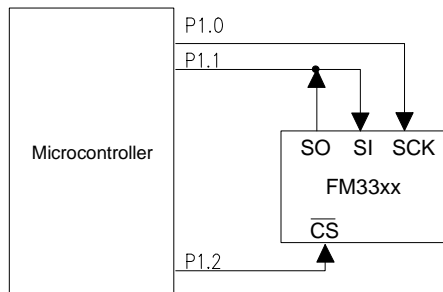 P1.0
P1.1
Microcontroller
SO SI SCK
FM33xx
CS
P1.2